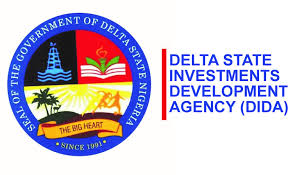 SEAL OF THE GOVERNMENT OF DELTA STATE NIGERIA
THE BIG HEART
SINCE 1991
DELTA STATE
INVESTMENTS
DEVELOPMENT
AGENCY (DIDA)